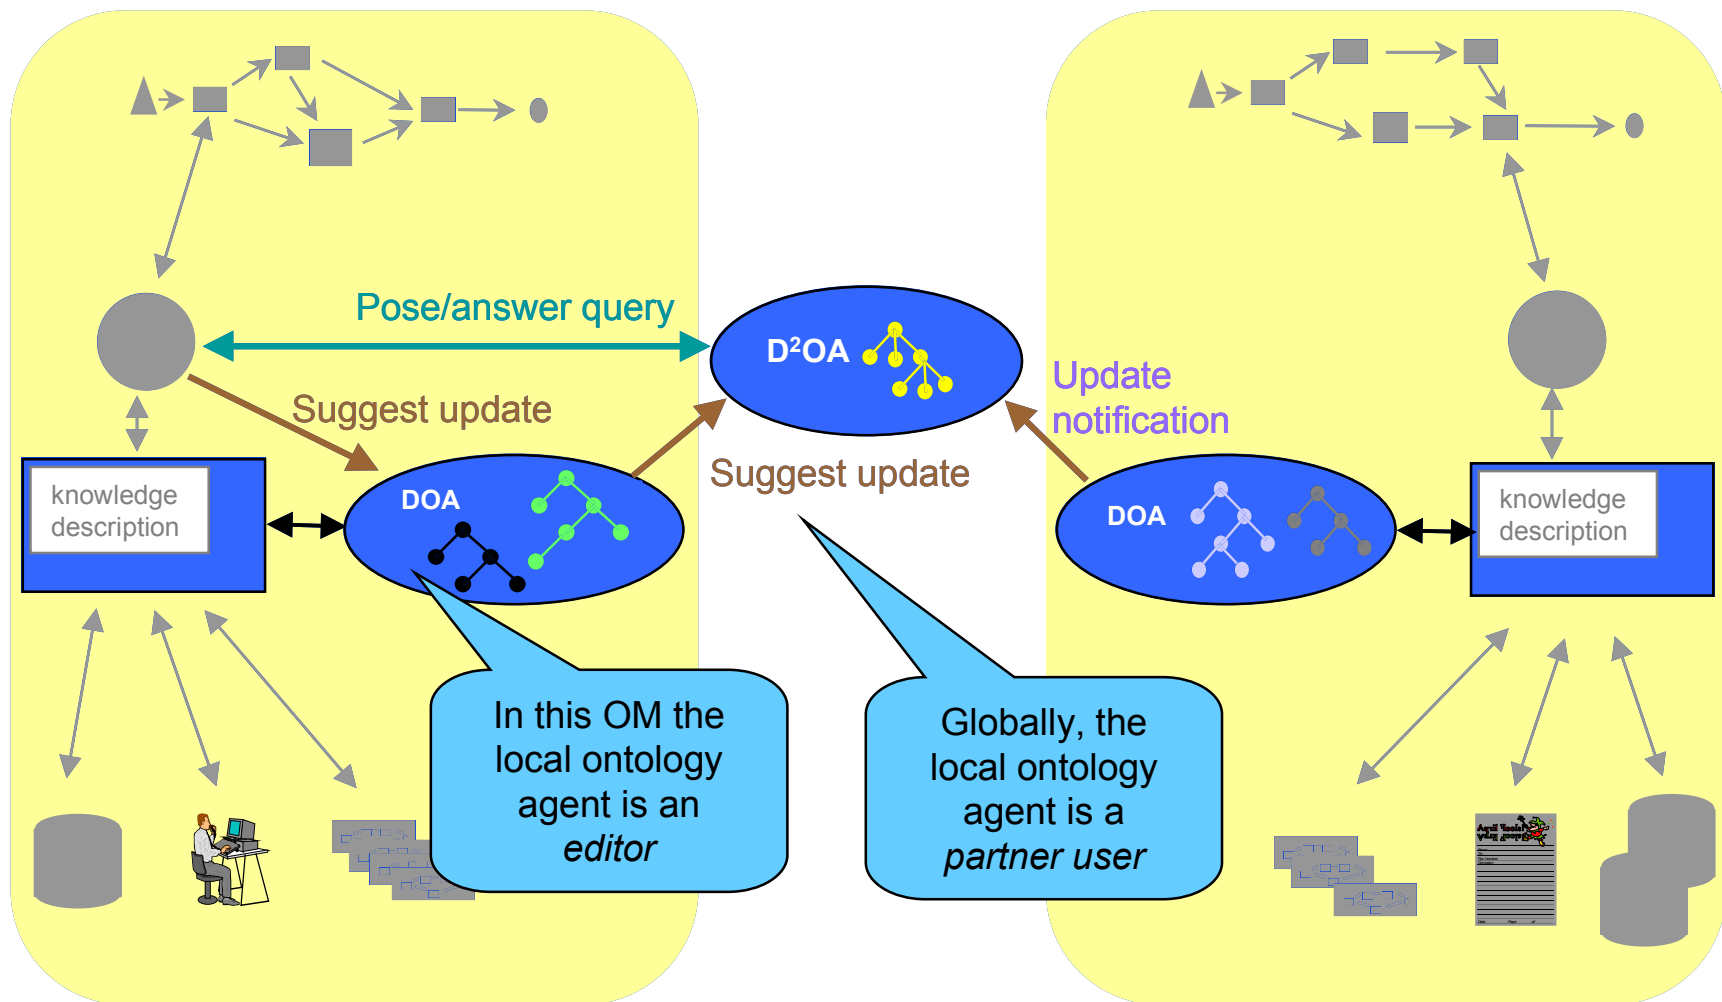 Pose/answer query
D²OA
Update
notification
Suggest update
Suggest update
knowledge
description
DOA
DOA
knowledge
description
In this OM the
local ontology
agent is an
editor
Globally, the
local ontology
agent is a
partner user